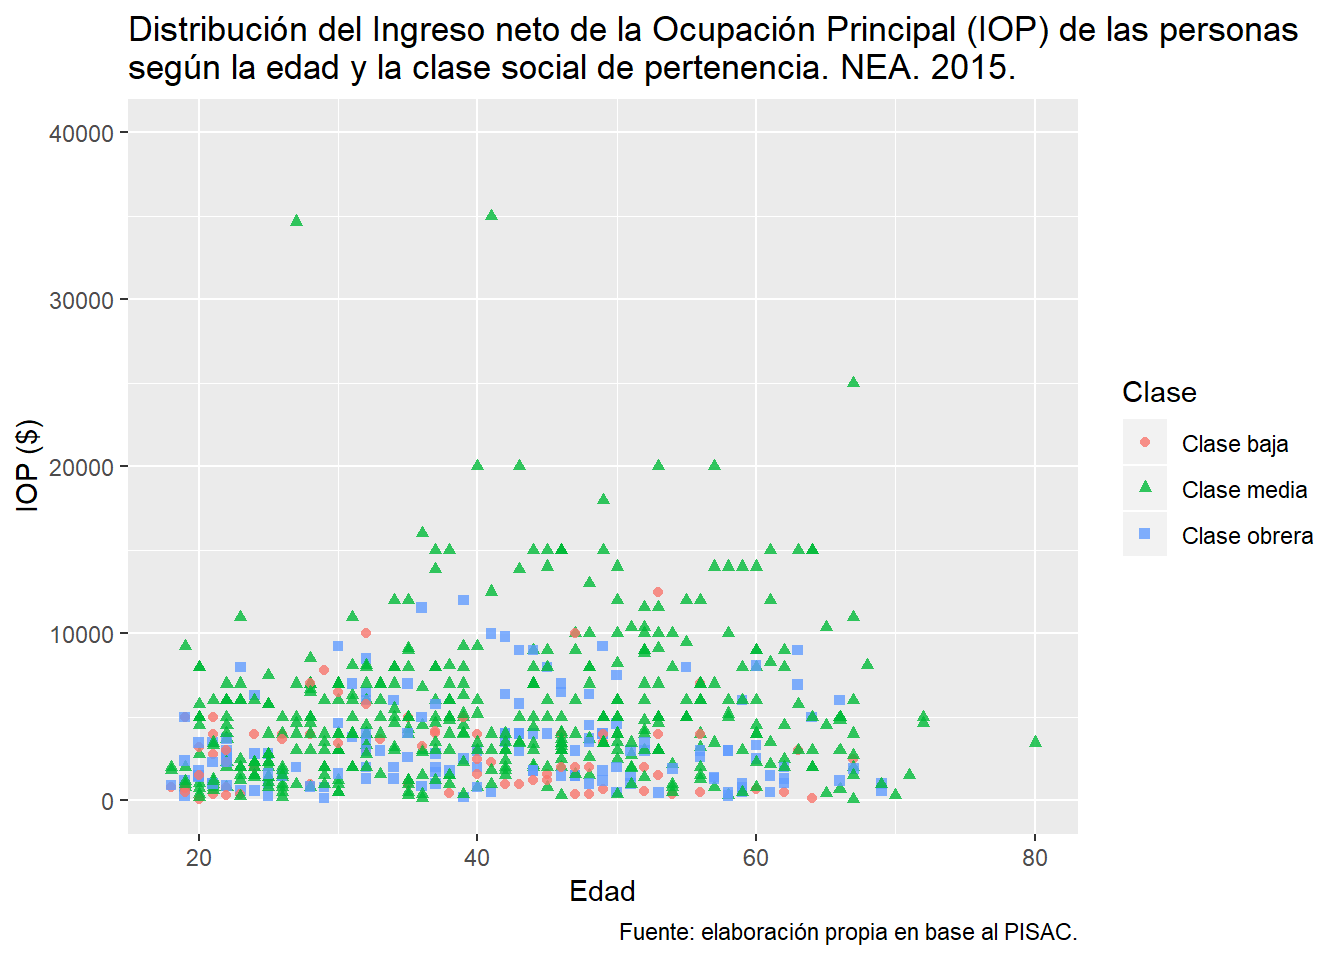 Distribución del Ingreso neto de la Ocupación Principal (IOP) de las personas
según la edad y la clase social de pertenencia. NEA. 2015.
40000
30000
20000
10000
0
IOP ($)
20
40
60
80
Edad
Clase
Clase baja
Clase media
Clase obrera
Fuente: elaboración propia en base al PISAC.